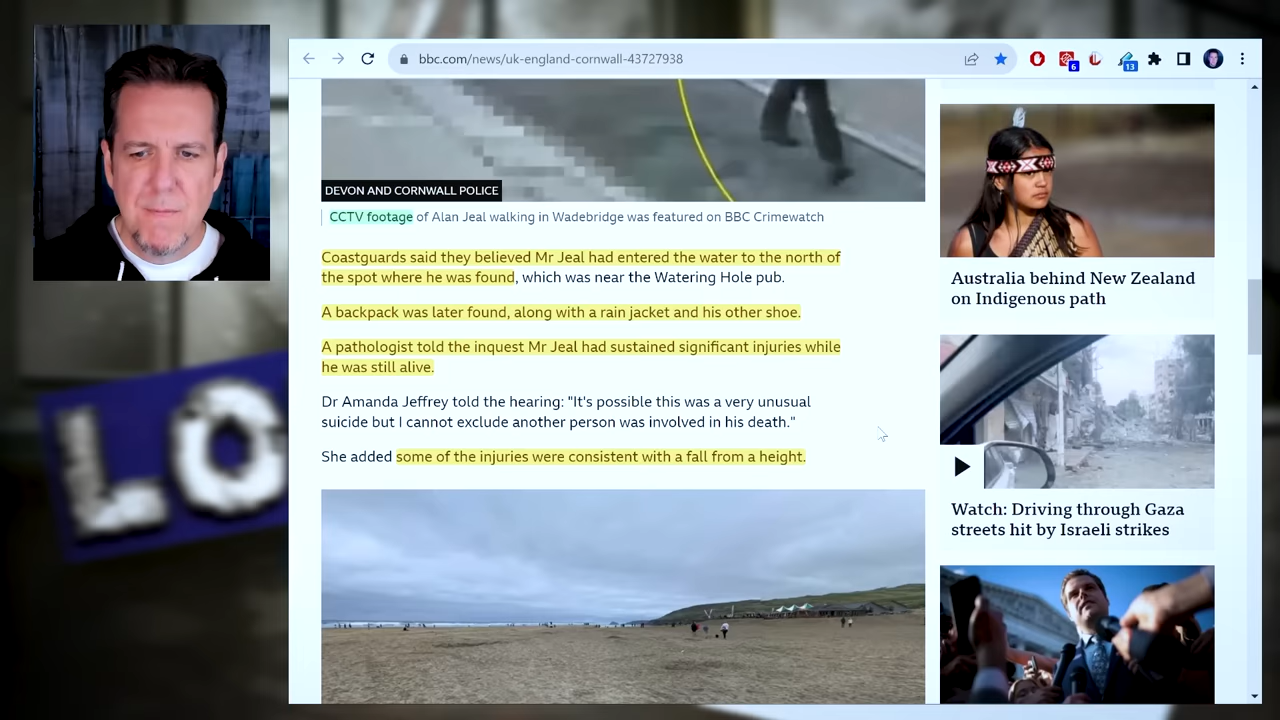 bbc.com/news/uk-england-cornwall-43727938
6
13
DEVON AND CORNWALL POLICE
CCTV footage of Alan Jeal walking in Wadebridge was featured on BBC Crimewatch
Coastguards said they believed Mr Jeal had entered the water to the north of
the spot where he was found, which was near the Watering Hole pub.
A backpack was later found, along with a rain jacket and his other shoe.
A pathologist told the inquest Mr Jeal had sustained significant injuries while
he was still alive.
Dr Amanda Jeffrey told the hearing: "It's possible this was a very unusual
suicide but I cannot exclude another person was involved in his death."
She added some of the injuries were consistent with a fall from a height.
Australia behind New Zealand
on Indigenous path
Watch: Driving through Gaza
streets hit by Israeli strikes
LO